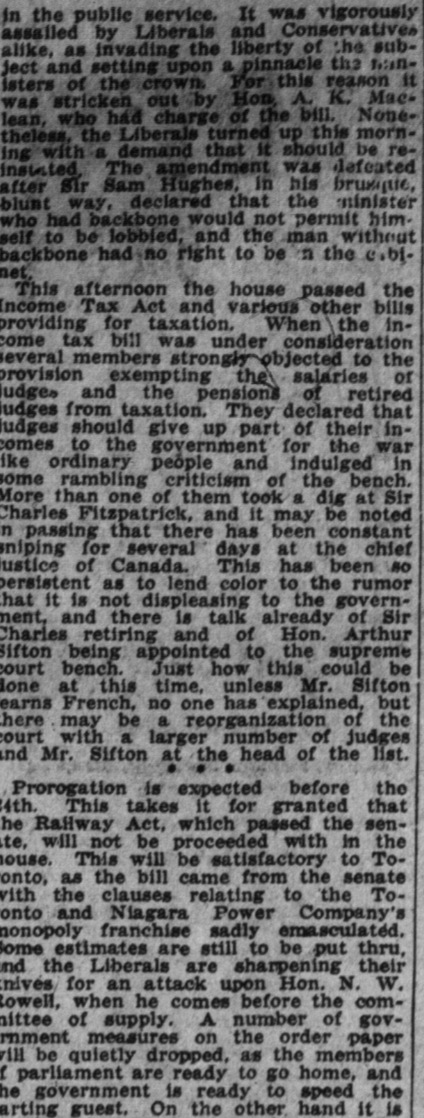 in the public service. It was vigorously
assailed by Liberals and Conservatives
alike, as invading the liberty of the sub-
ject and setting upon a pinnacle the min-
isters of the crown. For this reason it
was stricken out by Hon. A. K. Mac-
lean, who had charge of the bill. None-
theless, the Liberals turned up this morn-
ing with a demand that it should be re-
instated. The amendment was defeated
after Sir Sam Hughes, in his brusque,
blunt way, declared that the minister
who had backbone would not permit him-
self to be lobbied, and the man without
backbone had no right to be in the cabi-
net.
This afternoon the house passed the
Income Tax Act and various other bills
providing for taxation. When the in-
come tax bill was under consideration
several members strongly objected to the
provision exempting the salaries of
judges and the pensions of retired
judges from taxation. They declared that
judges should give up part of their in-
comes to the government for the war
like ordinary people and indulged in
some rambling criticism of the bench.
More than one of them took a dig at Sir
Charles Fitzpatrick, and it may be noted
in passing that there has been constant
sniping for several days at the chief
justice of Canada. This has been so
persistent as to lend color to the rumor
that it is not displeasing to the govern-
ment, and there is talk already of Sir
Charles retiring and of Hon. Arthur
Sifton being appointed to the supreme
court bench. Just how this could be
done at this time, unless Mr. Sifton
learns French, no one has explained, but
there may be a reorganization of the
court with a larger number of judges
and Mr. Sifton at the head of the list.
• • •
Prorogation is expected before the
24th. This takes it for granted that
the Railway Act, which passed the sen-
ate, will not be proceeded with in the
house. This will be satisfactory to To-
ronto, as the bill came from the senate
with the clauses relating to the To-
ronto and Niagara Power Company's
monopoly franchise sadly emasculated.
Some estimates are still to be put thru,
and the Liberals are sharpening their
knives for an attack upon Hon. N. W.
Rowell, when he comes before the com-
mittee of supply. A number of gov-
ernment measures on the order paper
will be quietly dropped, as the members
of parliament are ready to go home, and
the government is ready to speed the
parting guest. On the other hand it is